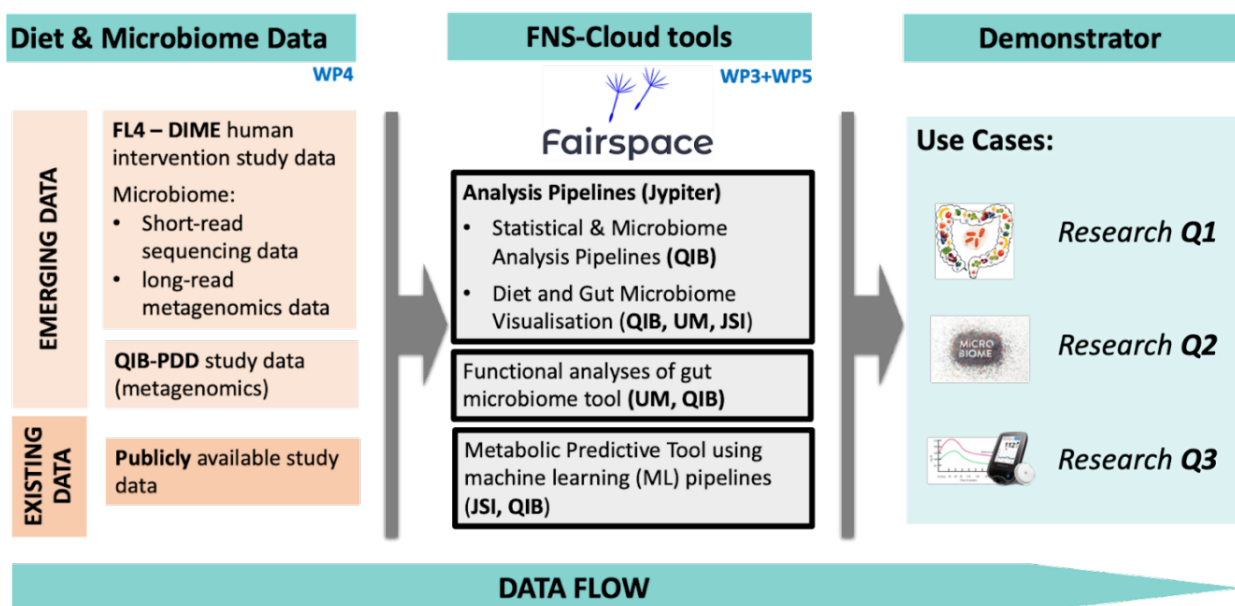 Diet & Microbiome Data
WP4
EMERGING DATA
FL4 – DIME human
intervention study data
Microbiome:
• Short-read
sequencing data
• long-read
metagenomics data
QIB-PDD study data
(metagenomics)
EXISTING
DATA
Publicly available study
data
FNS-Cloud tools
WP3+WP5
Fairspace
Analysis Pipelines (Jypiter)
• Statistical & Microbiome
Analysis Pipelines (QIB)
• Diet and Gut Microbiome
Visualisation (QIB, UM, JSI)
Functional analyses of gut
microbiome tool (UM, QIB)
Metabolic Predictive Tool using
machine learning (ML) pipelines
(JSI, QIB)
Demonstrator
Use Cases:
Research Q1
MICRO
BIOME
Research Q2
112
Research Q3
DATA FLOW